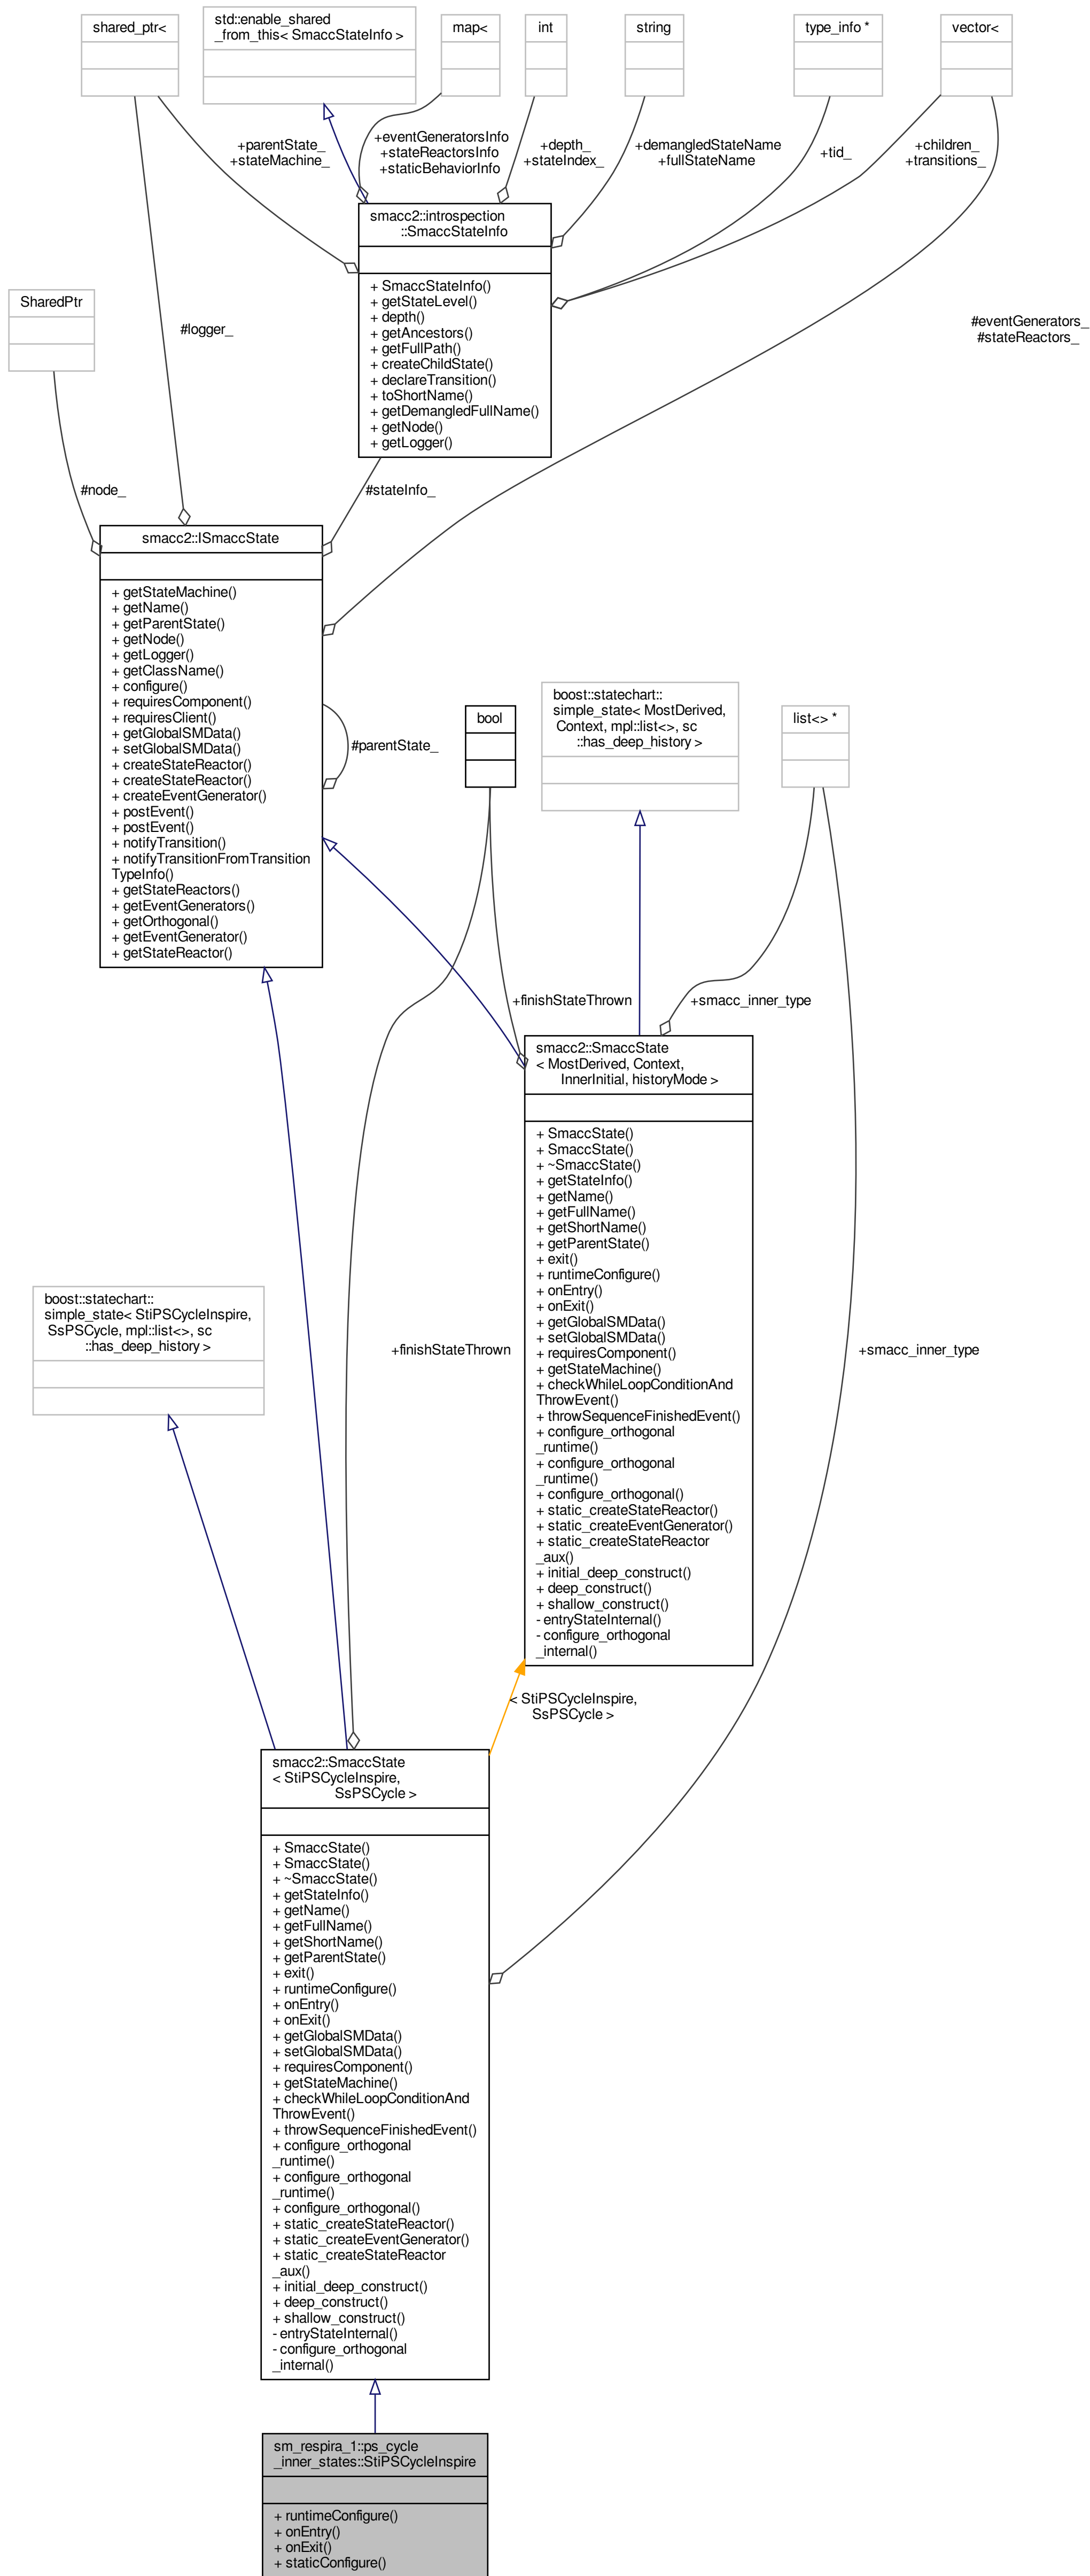 shared_ptr<
std::enable_shared
_from_this< SmaccStateInfo >
map<
int
string
type_info *
vector<
+parentState_
+stateMachine_
+eventGeneratorsInfo
+stateReactorsInfo
+staticBehaviorInfo
+depth_
+stateIndex_
+demangledStateName
+fullStateName
+tid_
+children_
+transitions_
smacc2::introspection
::SmaccStateInfo
+ SmaccStateInfo()
+ getStateLevel()
+ depth()
+ getAncestors()
+ getFullPath()
+ createChildState()
+ declareTransition()
+ toShortName()
+ getDemangledFullName()
+ getNode()
+ getLogger()
SharedPtr
#logger_
#eventGenerators_
#stateReactors_
#node_
#stateInfo_
smacc2::ISmaccState
+ getStateMachine()
+ getName()
+ getParentState()
+ getNode()
+ getLogger()
+ getClassName()
+ configure()
+ requiresComponent()
+ requiresClient()
+ getGlobalSMData()
+ setGlobalSMData()
+ createStateReactor()
+ createStateReactor()
+ createEventGenerator()
+ postEvent()
+ postEvent()
+ notifyTransition()
+ notifyTransitionFromTransition
TypeInfo()
+ getStateReactors()
+ getEventGenerators()
+ getOrthogonal()
+ getEventGenerator()
+ getStateReactor()
#parentState_
bool
boost::statechart::
simple_state< MostDerived,
Context, mpl::list<>, sc
::has_deep_history >
list<> *
+finishStateThrown
+smacc_inner_type
smacc2::SmaccState
< MostDerived, Context,
InnerInitial, historyMode >
+ SmaccState()
+ SmaccState()
+ ~SmaccState()
+ getStateInfo()
+ getName()
+ getFullName()
+ getShortName()
+ getParentState()
+ exit()
+ runtimeConfigure()
+ onEntry()
+ onExit()
+ getGlobalSMData()
+ setGlobalSMData()
+ requiresComponent()
+ getStateMachine()
+ checkWhileLoopConditionAnd
ThrowEvent()
+ throwSequenceFinishedEvent()
+ configure_orthogonal
_runtime()
+ configure_orthogonal
_runtime()
+ configure_orthogonal()
+ static_createStateReactor()
+ static_createEventGenerator()
+ static_createStateReactor
_aux()
+ initial_deep_construct()
+ deep_construct()
+ shallow_construct()
- entryStateInternal()
- configure_orthogonal
_internal()
boost::statechart::
simple_state< StiPSCycleInspire,
SsPSCycle, mpl::list<>, sc
::has_deep_history >
+finishStateThrown
+smacc_inner_type
< StiPSCycleInspire,
SsPSCycle >
smacc2::SmaccState
< StiPSCycleInspire,
SsPSCycle >
+ SmaccState()
+ SmaccState()
+ ~SmaccState()
+ getStateInfo()
+ getName()
+ getFullName()
+ getShortName()
+ getParentState()
+ exit()
+ runtimeConfigure()
+ onEntry()
+ onExit()
+ getGlobalSMData()
+ setGlobalSMData()
+ requiresComponent()
+ getStateMachine()
+ checkWhileLoopConditionAnd
ThrowEvent()
+ throwSequenceFinishedEvent()
+ configure_orthogonal
_runtime()
+ configure_orthogonal
_runtime()
+ configure_orthogonal()
+ static_createStateReactor()
+ static_createEventGenerator()
+ static_createStateReactor
_aux()
+ initial_deep_construct()
+ deep_construct()
+ shallow_construct()
- entryStateInternal()
- configure_orthogonal
_internal()
sm_respira_1::ps_cycle
_inner_states::StiPSCycleInspire
+ runtimeConfigure()
+ onEntry()
+ onExit()
+ staticConfigure()